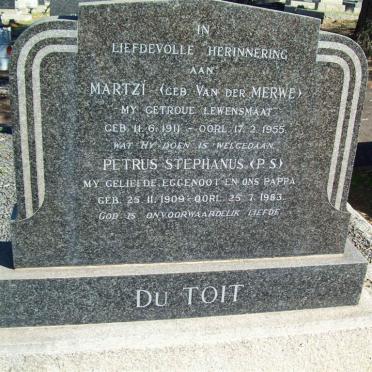 IN
LIEFDEVOLLE HERINNERING
AAN
MARTZÍ (GEB. VAN DER MERWE)
MY GETROUE LEWENSMAAT
GEB. 11.6.1911 - OORL. 17.2.1955.
WAT HY DOEN IS WELGEDAAN.
PETRUS STEPHANUS. (P.S.)
MY GELIEFDE EGGENOOT EN ONS PAPPA
GEB. 25.11.1909 - OORL. 25.7.1983.
GOD IS ONVOORWAARDELIK LIEFDE
DU TOIT